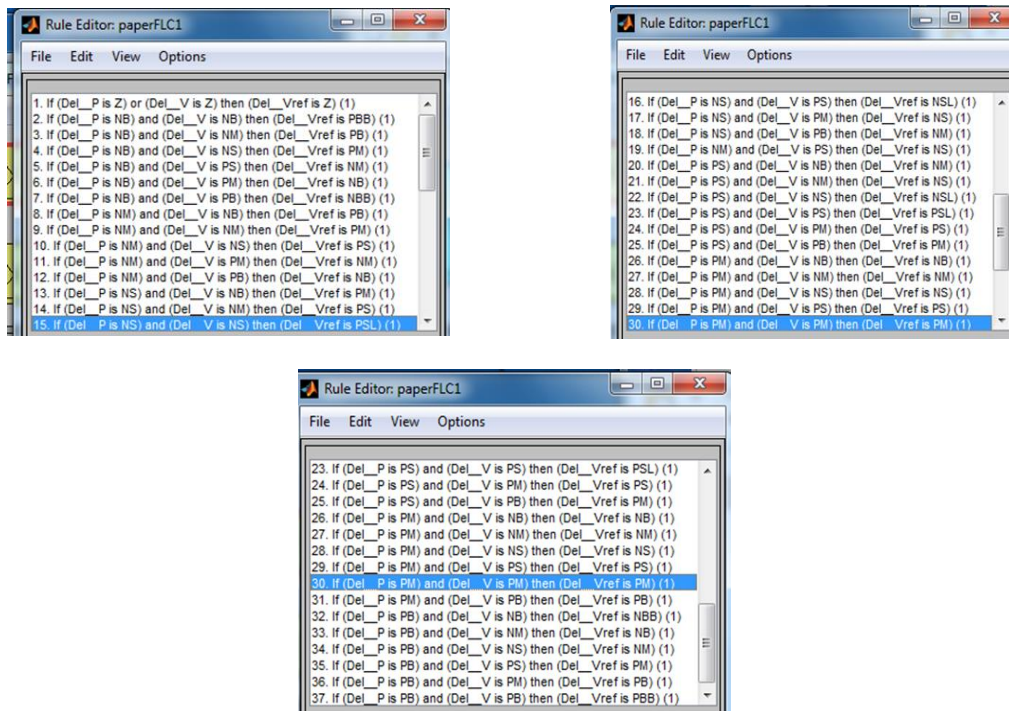 Rule Editor: paperFLC1
File Edit View Options
1. If (Del__P is Z) or (Del__V is Z) then (Del__Vref is Z) (1)
2. If (Del__P is NB) and (Del__V is NB) then (Del__Vref is PBB) (1)
3. If (Del__P is NB) and (Del__V is NM) then (Del__Vref is PB) (1)
4. If (Del__P is NB) and (Del__V is NS) then (Del__Vref is PM) (1)
5. If (Del__P is NB) and (Del__V is PS) then (Del__Vref is NM) (1)
6. If (Del__P is NB) and (Del__V is PM) then (Del__Vref is NB) (1)
7. If (Del__P is NB) and (Del__V is PB) then (Del__Vref is NBB) (1)
8. If (Del__P is NM) and (Del__V is NB) then (Del__Vref is PB) (1)
9. If (Del__P is NM) and (Del__V is NM) then (Del__Vref is PM) (1)
10. If (Del__P is NM) and (Del__V is NS) then (Del__Vref is PS) (1)
11. If (Del__P is NM) and (Del__V is PM) then (Del__Vref is NM) (1)
12. If (Del__P is NM) and (Del__V is PB) then (Del__Vref is NB) (1)
13. If (Del__P is NS) and (Del__V is NB) then (Del__Vref is PM) (1)
14. If (Del__P is NS) and (Del__V is NM) then (Del__Vref is PS) (1)
15. If (Del__P is NS) and (Del__V is NS) then (Del__Vref is PSL) (1)
Rule Editor: paperFLC1
File Edit View Options
16. If (Del__P is NS) and (Del__V is PS) then (Del__Vref is NSL) (1)
17. If (Del__P is NS) and (Del__V is PM) then (Del__Vref is NS) (1)
18. If (Del__P is NS) and (Del__V is PB) then (Del__Vref is NM) (1)
19. If (Del__P is NM) and (Del__V is PS) then (Del__Vref is NS) (1)
20. If (Del__P is PS) and (Del__V is NB) then (Del__Vref is NM) (1)
21. If (Del__P is PS) and (Del__V is NM) then (Del__Vref is NS) (1)
22. If (Del__P is PS) and (Del__V is NS) then (Del__Vref is NSL) (1)
23. If (Del__P is PS) and (Del__V is PS) then (Del__Vref is PSL) (1)
24. If (Del__P is PS) and (Del__V is PM) then (Del__Vref is PS) (1)
25. If (Del__P is PS) and (Del__V is PB) then (Del__Vref is PM) (1)
26. If (Del__P is PM) and (Del__V is NB) then (Del__Vref is NB) (1)
27. If (Del__P is PM) and (Del__V is NM) then (Del__Vref is NM) (1)
28. If (Del__P is PM) and (Del__V is NS) then (Del__Vref is NS) (1)
29. If (Del__P is PM) and (Del__V is PS) then (Del__Vref is PS) (1)
30. If (Del__P is PM) and (Del__V is PM) then (Del__Vref is PM) (1)
Rule Editor: paperFLC1
File Edit View Options
23. If (Del__P is PS) and (Del__V is PS) then (Del__Vref is PSL) (1)
24. If (Del__P is PS) and (Del__V is PM) then (Del__Vref is PS) (1)
25. If (Del__P is PS) and (Del__V is PB) then (Del__Vref is PM) (1)
26. If (Del__P is PM) and (Del__V is NB) then (Del__Vref is NB) (1)
27. If (Del__P is PM) and (Del__V is NM) then (Del__Vref is NM) (1)
28. If (Del__P is PM) and (Del__V is NS) then (Del__Vref is NS) (1)
29. If (Del__P is PM) and (Del__V is PS) then (Del__Vref is PS) (1)
30. If (Del__P is PM) and (Del__V is PM) then (Del__Vref is PM) (1)
31. If (Del__P is PM) and (Del__V is PB) then (Del__Vref is PB) (1)
32. If (Del__P is PB) and (Del__V is NB) then (Del__Vref is NBB) (1)
33. If (Del__P is PB) and (Del__V is NM) then (Del__Vref is NB) (1)
34. If (Del__P is PB) and (Del__V is NS) then (Del__Vref is NM) (1)
35. If (Del__P is PB) and (Del__V is PS) then (Del__Vref is PM) (1)
36. If (Del__P is PB) and (Del__V is PM) then (Del__Vref is PB) (1)
37. If (Del__P is PB) and (Del__V is PB) then (Del__Vref is PBB) (1)